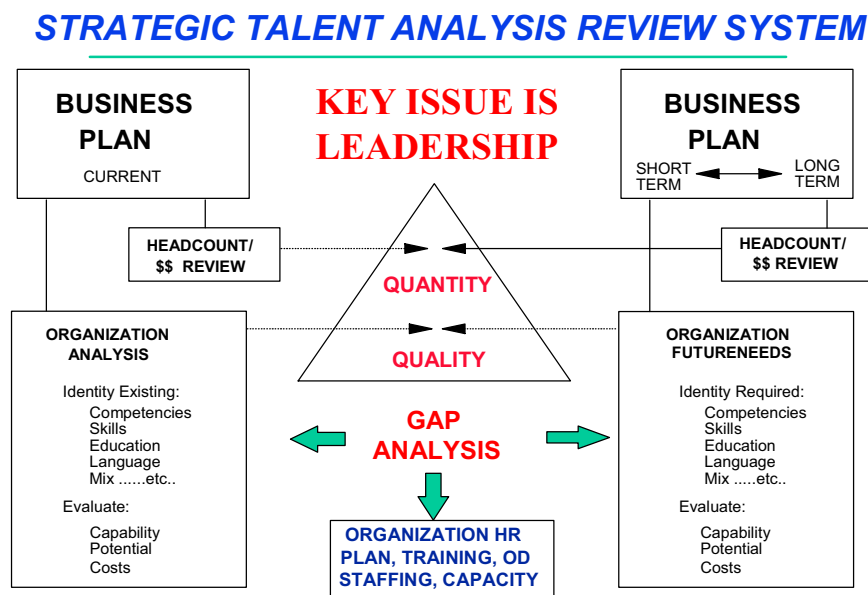 STRATEGIC TALENT ANALYSIS REVIEW SYSTEM
BUSINESS
PLAN
CURRENT
KEY ISSUE IS
LEADERSHIP
BUSINESS
PLAN
SHORT
TERM
LONG
TERM
HEADCOUNT/
$$ REVIEW
HEADCOUNT/
$$ REVIEW
QUANTITY
QUALITY
ORGANIZATION
ANALYSIS
Identity Existing:
Competencies
Skills
Education
Language
Mix ......etc..
Evaluate:
Capability
Potential
Costs
GAP
ANALYSIS
ORGANIZATION HR
PLAN, TRAINING, OD
STAFFING, CAPACITY
ORGANIZATION
FUTURENEEDS
Identity Required:
Competencies
Skills
Education
Language
Mix .....etc..
Evaluate:
Capability
Potential
Costs